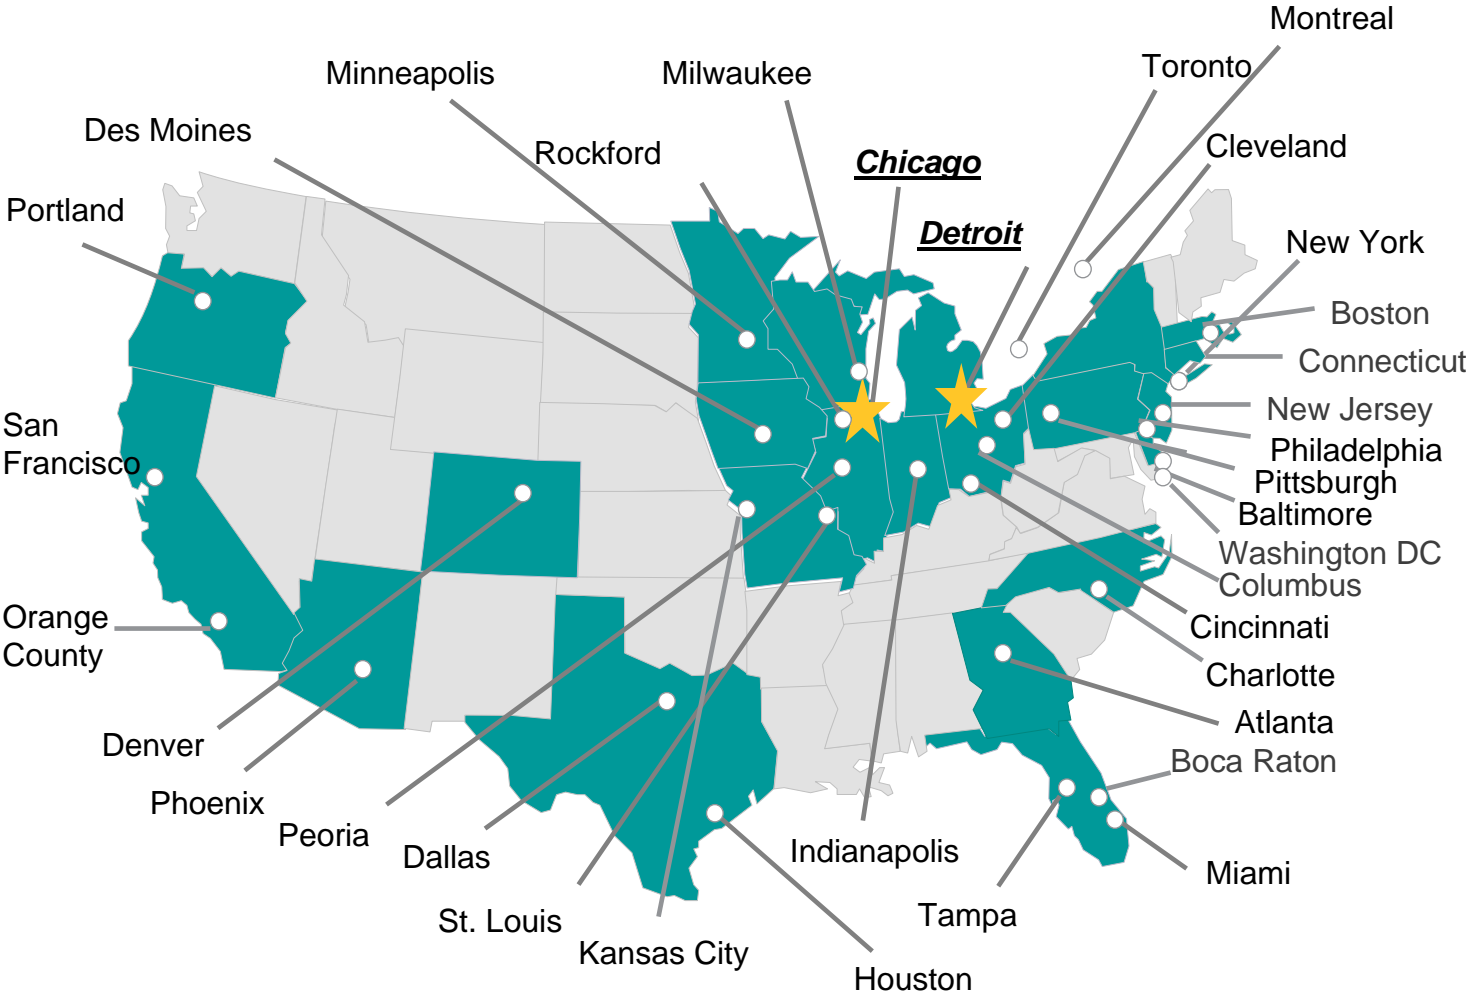 Montreal
Toronto
Minneapolis
Milwaukee
Des Moines
Rockford
Chicago
Cleveland
Portland
Detroit
New York
Boston
Connecticut
New Jersey
San
Francisco
Philadelphia
Pittsburgh
Baltimore
Washington DC
Columbus
Orange
County
Cincinnati
Charlotte
Atlanta
Denver
Boca Raton
Phoenix
Peoria
Dallas
Indianapolis
Miami
St. Louis
Tampa
Kansas City
Houston